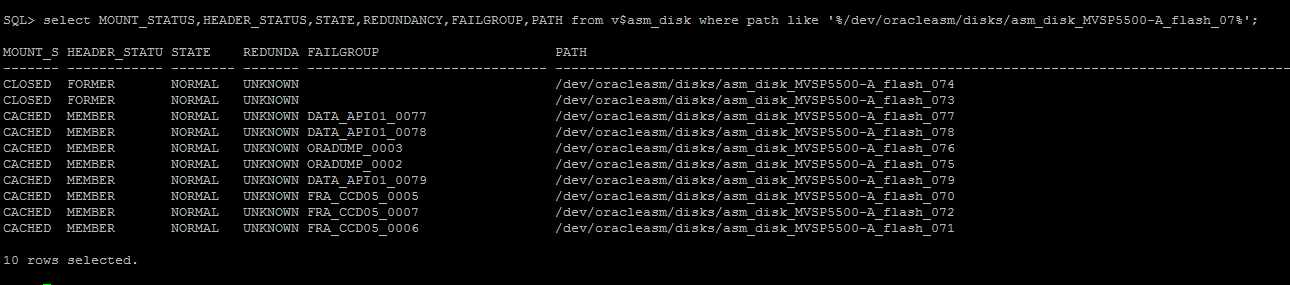 SQL> select MOUNT_STATUS,HEADER_STATUS,STATE,REDUNDANCY,FAILGROUP,PATH from v$asm_disk where path like '%/dev/oracleasm/disks/asm_disk_MVSP5500-A_flash_07%';
MOUNT_S HEADER_STATU STATE    REDUNDA FAILGROUP                      PATH
------- ------------ -------- ------- ------------------------------ --------------------------------------------------------------------------------------------
CLOSED  FORMER       NORMAL   UNKNOWN                                /dev/oracleasm/disks/asm_disk_MVSP5500-A_flash_074
CLOSED  FORMER       NORMAL   UNKNOWN                                /dev/oracleasm/disks/asm_disk_MVSP5500-A_flash_073
CACHED  MEMBER       NORMAL   UNKNOWN DATA_API01_0077                /dev/oracleasm/disks/asm_disk_MVSP5500-A_flash_077
CACHED  MEMBER       NORMAL   UNKNOWN DATA_API01_0078                /dev/oracleasm/disks/asm_disk_MVSP5500-A_flash_078
CACHED  MEMBER       NORMAL   UNKNOWN ORADUMP_0003                   /dev/oracleasm/disks/asm_disk_MVSP5500-A_flash_076
CACHED  MEMBER       NORMAL   UNKNOWN ORADUMP_0002                   /dev/oracleasm/disks/asm_disk_MVSP5500-A_flash_075
CACHED  MEMBER       NORMAL   UNKNOWN DATA_API01_0079                /dev/oracleasm/disks/asm_disk_MVSP5500-A_flash_079
CACHED  MEMBER       NORMAL   UNKNOWN FRA_CCD05_0005                 /dev/oracleasm/disks/asm_disk_MVSP5500-A_flash_070
CACHED  MEMBER       NORMAL   UNKNOWN FRA_CCD05_0007                 /dev/oracleasm/disks/asm_disk_MVSP5500-A_flash_072
CACHED  MEMBER       NORMAL   UNKNOWN FRA_CCD05_0006                 /dev/oracleasm/disks/asm_disk_MVSP5500-A_flash_071
10 rows selected.